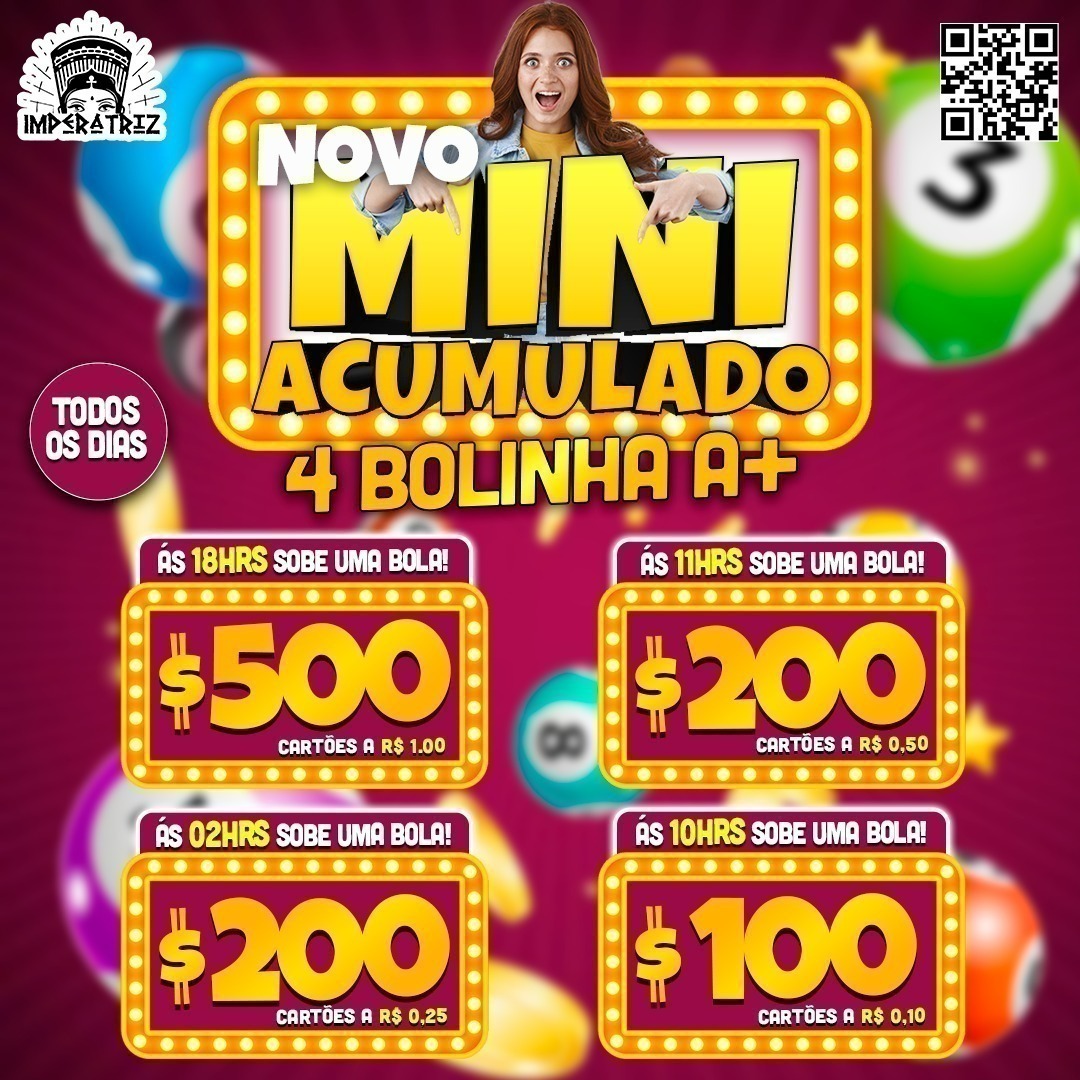 IMPERATRIZ
NOVO
MINI
ACUMULADO
4 BOLINHA A+
TODOS
OS DIAS
3
ÁS 18HRS SOBE UMA BOLA!
$500
CARTÕES A R$ 1.00
ÁS 11HRS SOBE UMA BOLA!
$200
CARTÕES A R$ 0,50
8
ÁS 02HRS SOBE UMA BOLA!
$200
CARTÕES A R$ 0,25
ÁS 10HRS SOBE UMA BOLA!
$100
CARTÕES A R$ 0,10